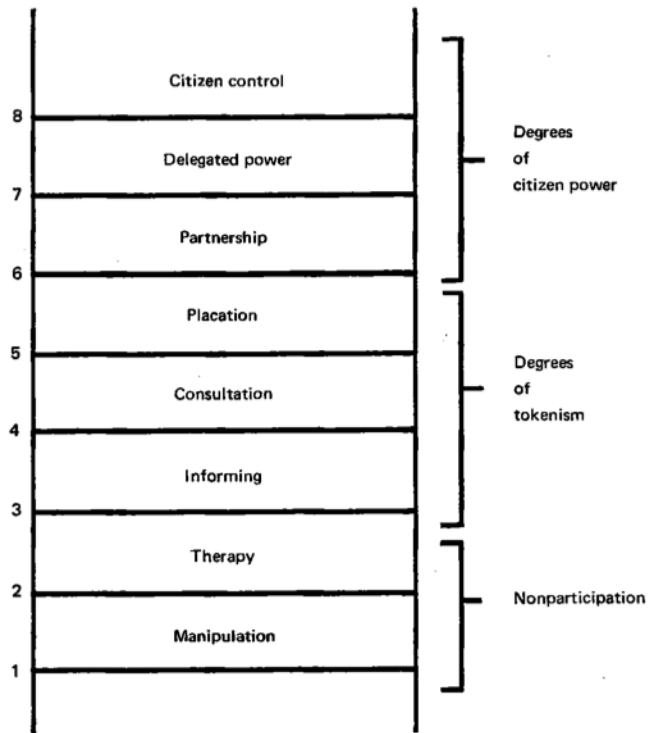 Citizen control
8
Delegated power
7
Partnership
6
Placation
5
Consultation
4
Informing
3
Therapy
2
Manipulation
1
Degrees
of
citizen power
Degrees
of
tokenism
Nonparticipation